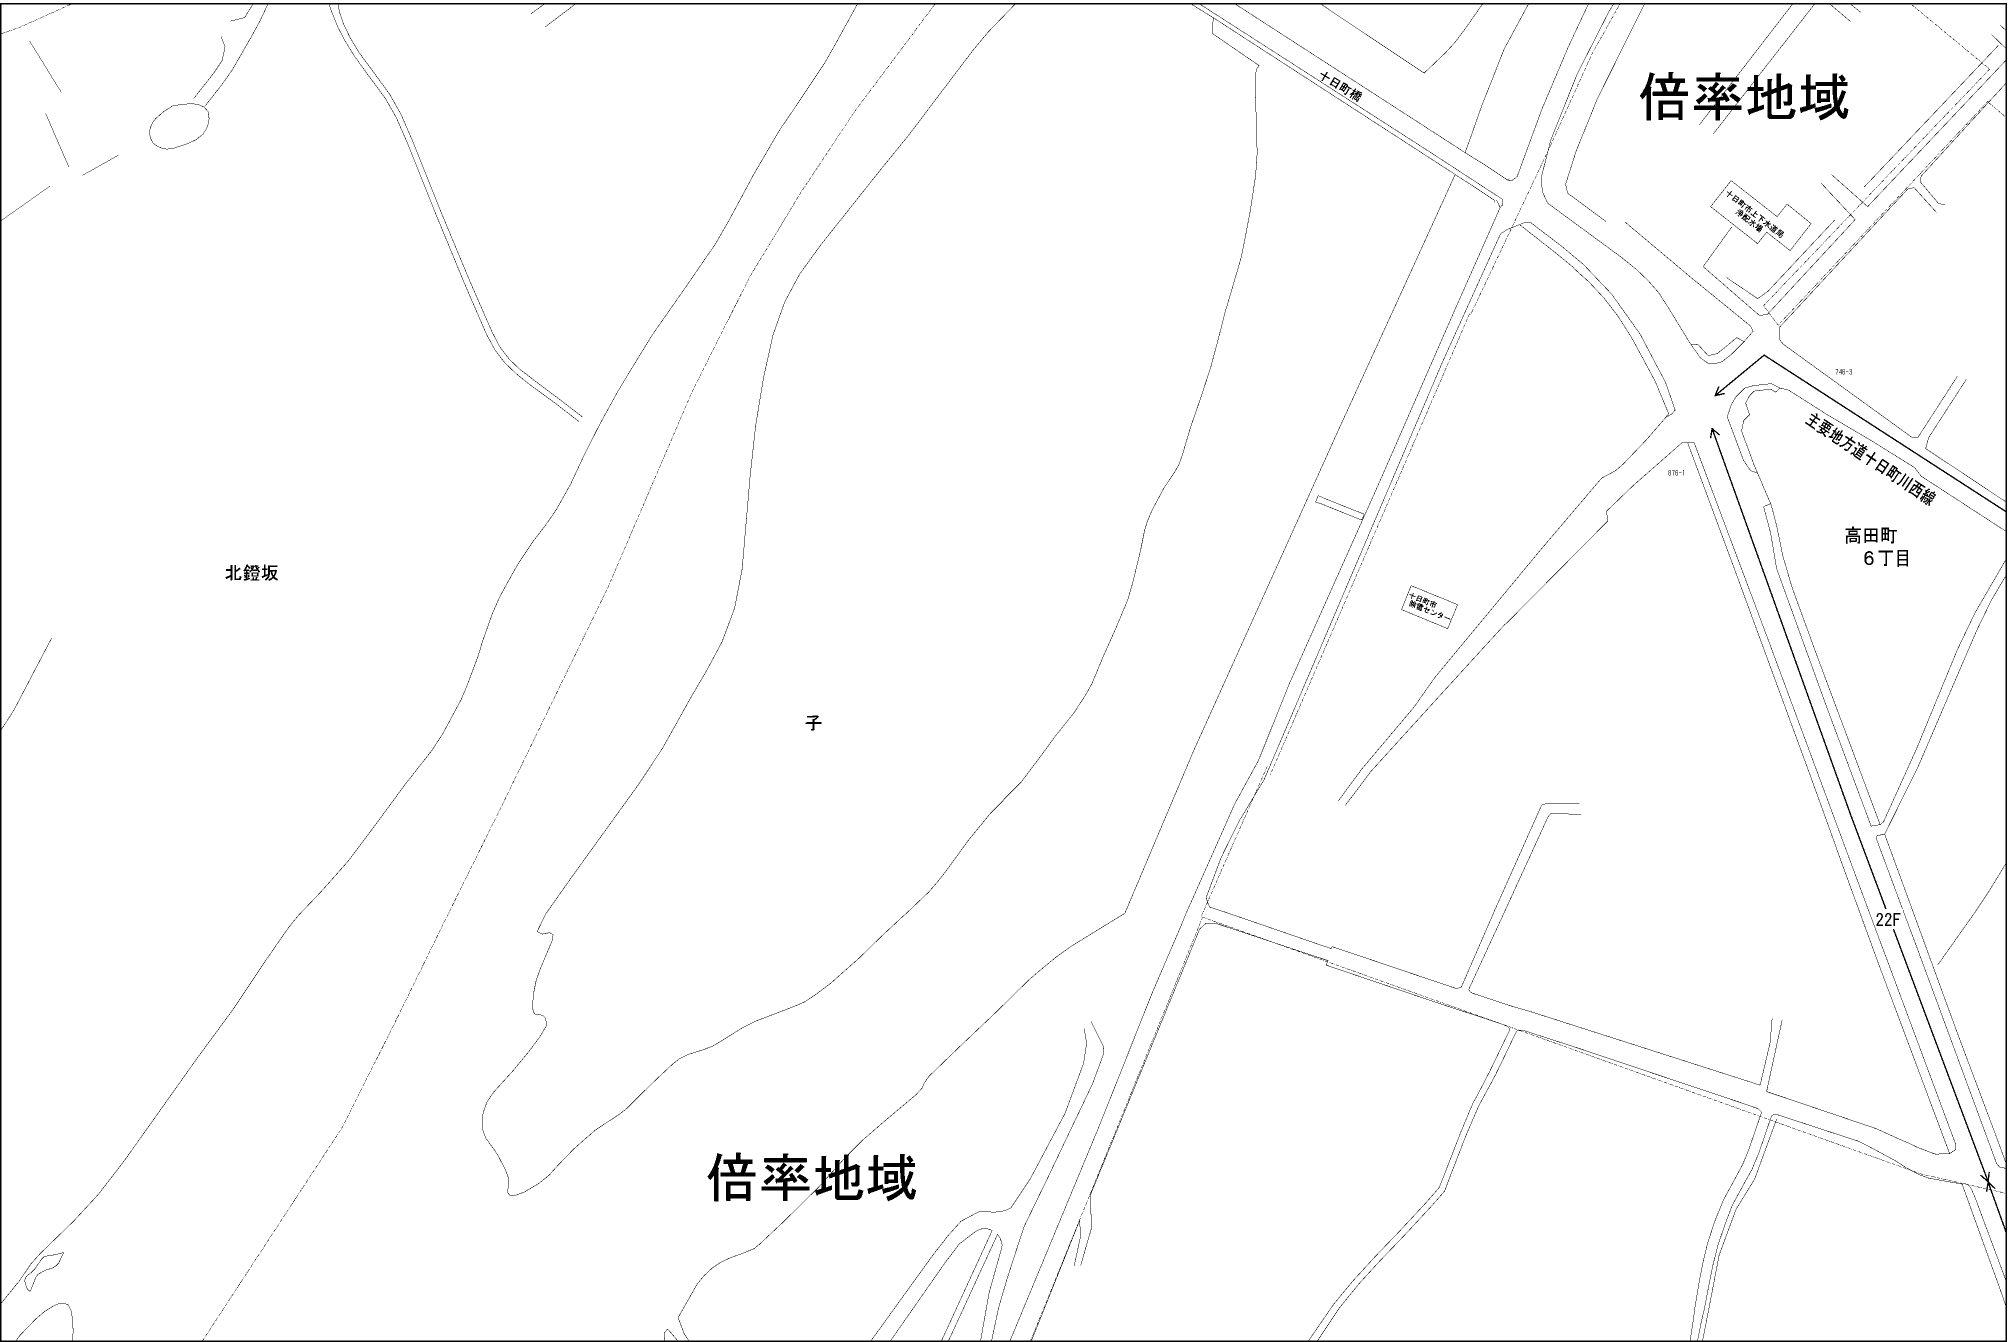 十日町橋
倍率地域
十日町市上下水道局
浄配水場
746-3
主要地方道十日町川西線
876-1
高田町
６丁目
北鐙坂
十日町市
融雪センター
子
22F
倍率地域